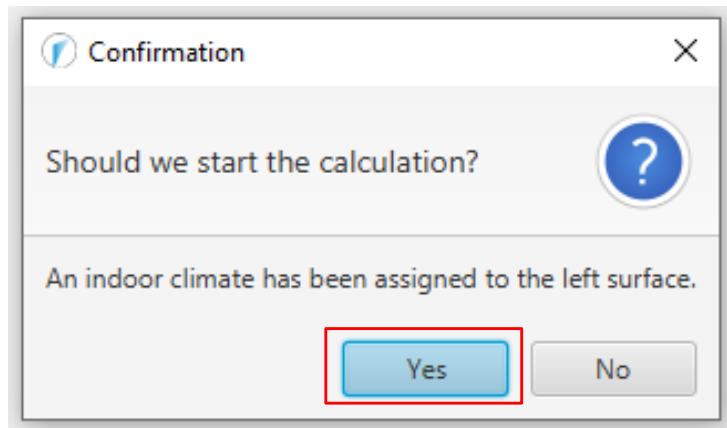 Confirmation
Should we start the calculation?
?
An indoor climate has been assigned to the left surface.
Yes
No